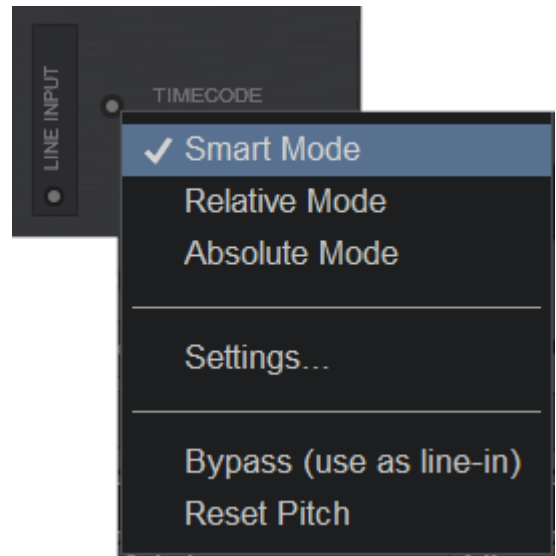 LINE INPUT
TIMECODE
Smart Mode
Relative Mode
Absolute Mode
Settings...
Bypass (use as line-in)
Reset Pitch